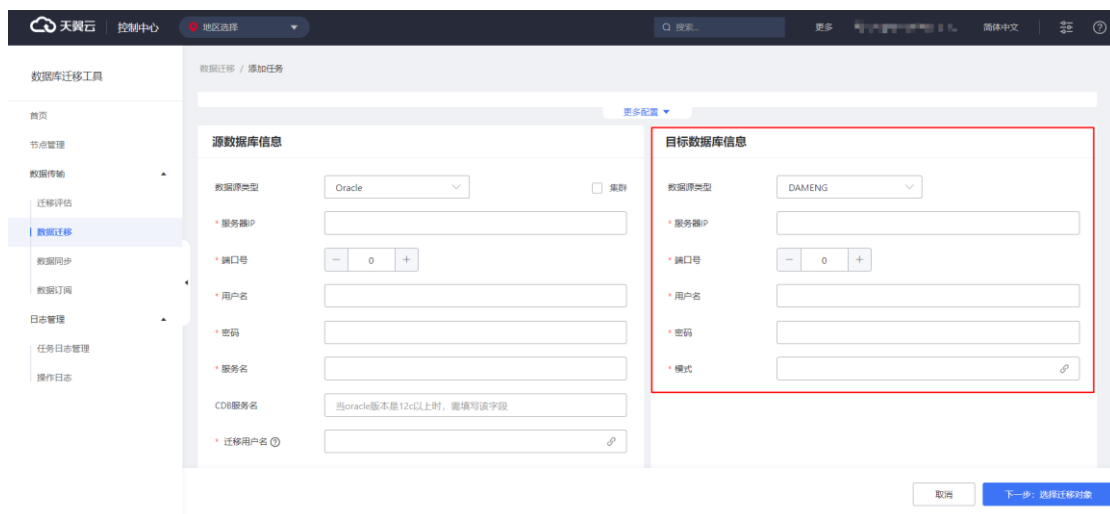 天翼云 控制中心 地区选择 搜索... 更多 简体中文
数据库迁移工具
首页
节点管理
数据传输
迁移评估
数据迁移
数据同步
数据订阅
日志管理
任务日志管理
操作日志
数据迁移 / 添加任务
更多配置
源数据库信息
数据源类型 Oracle 集群
* 服务器IP
* 端口号 0
* 用户名
* 密码
* 服务名
CDB服务名 当oracle版本是12c以上时，需填写该字段
* 迁移用户名
目标数据库信息
数据源类型 DAMENG
* 服务器IP
* 端口号 0
* 用户名
* 密码
* 模式
取消 下一步：选择迁移对象